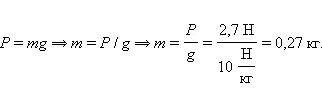 P = mg ⟹ m = P / g ⟹ m = P/g = 2,7 Н / 10 Н/кг = 0,27 кг.